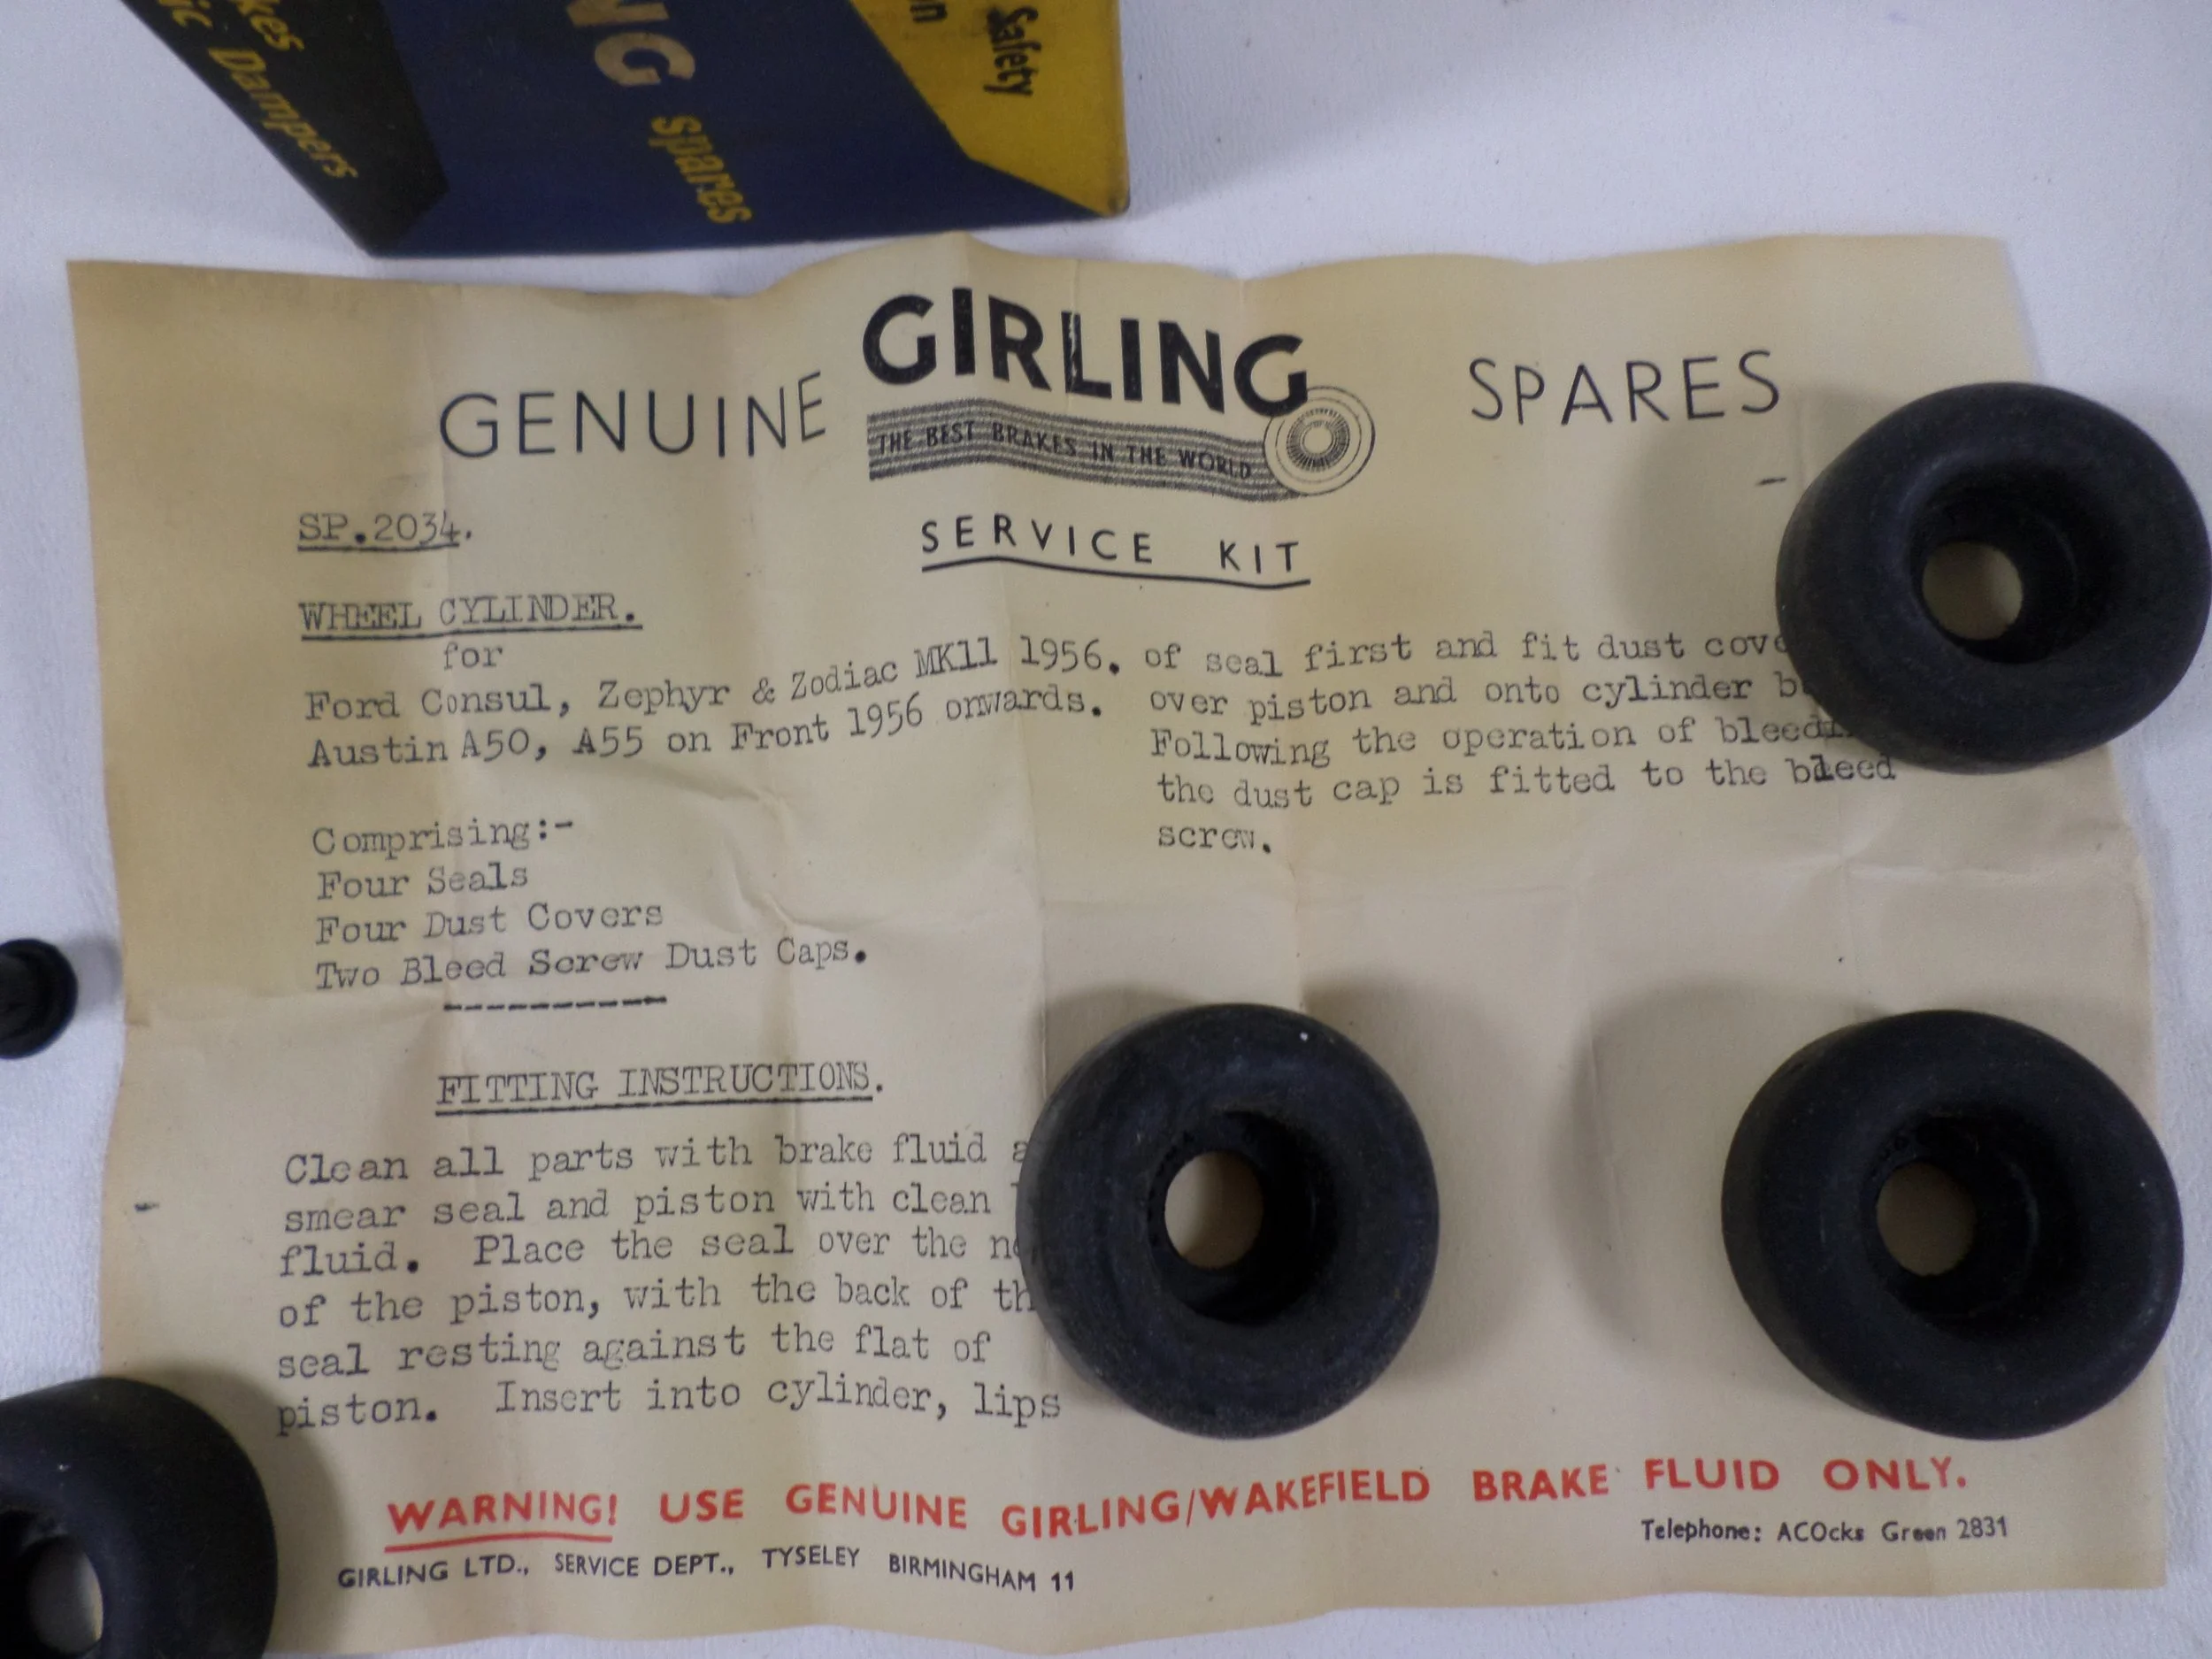 Dampers
NG spares
Safety
GENUINE GIRLING SPARES
THE BEST BRAKES IN THE WORLD
SERVICE KIT
SP.2034.
WHEEL CYLINDER.
for
Ford Consul, Zephyr & Zodiac MK11 1956.
Austin A50, A55 on Front 1956 onwards.
Comprising:-
Four Seals
Four Dust Covers
Two Bleed Screw Dust Caps.
----------
FITTING INSTRUCTIONS.
Clean all parts with brake fluid
smear seal and piston with clean
fluid. Place the seal over the
of the piston, with the back of
seal resting against the flat of
piston. Insert into cylinder, lips
of seal first and fit dust
over piston and onto cylinder
Following the operation of
the dust cap is fitted to the bleed
screw.
WARNING! USE GENUINE GIRLING/WAKEFIELD BRAKE FLUID ONLY.
GIRLING LTD., SERVICE DEPT., TYSELEY BIRMINGHAM 11
Telephone: ACOcks Green 2831